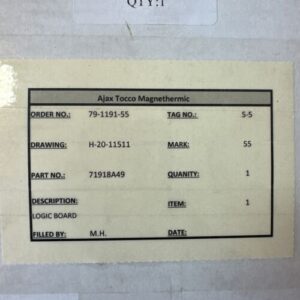 QTY:1
Ajax Tocco Magnethermic
ORDER NO.: 79-1191-55 TAG NO.: S-5
DRAWING: H-20-11511 MARK: 55
PART NO.: 71918A49 QUANITY: 1
DESCRIPTION: ITEM: 1
LOGIC BOARD
FILLED BY: M.H. DATE: